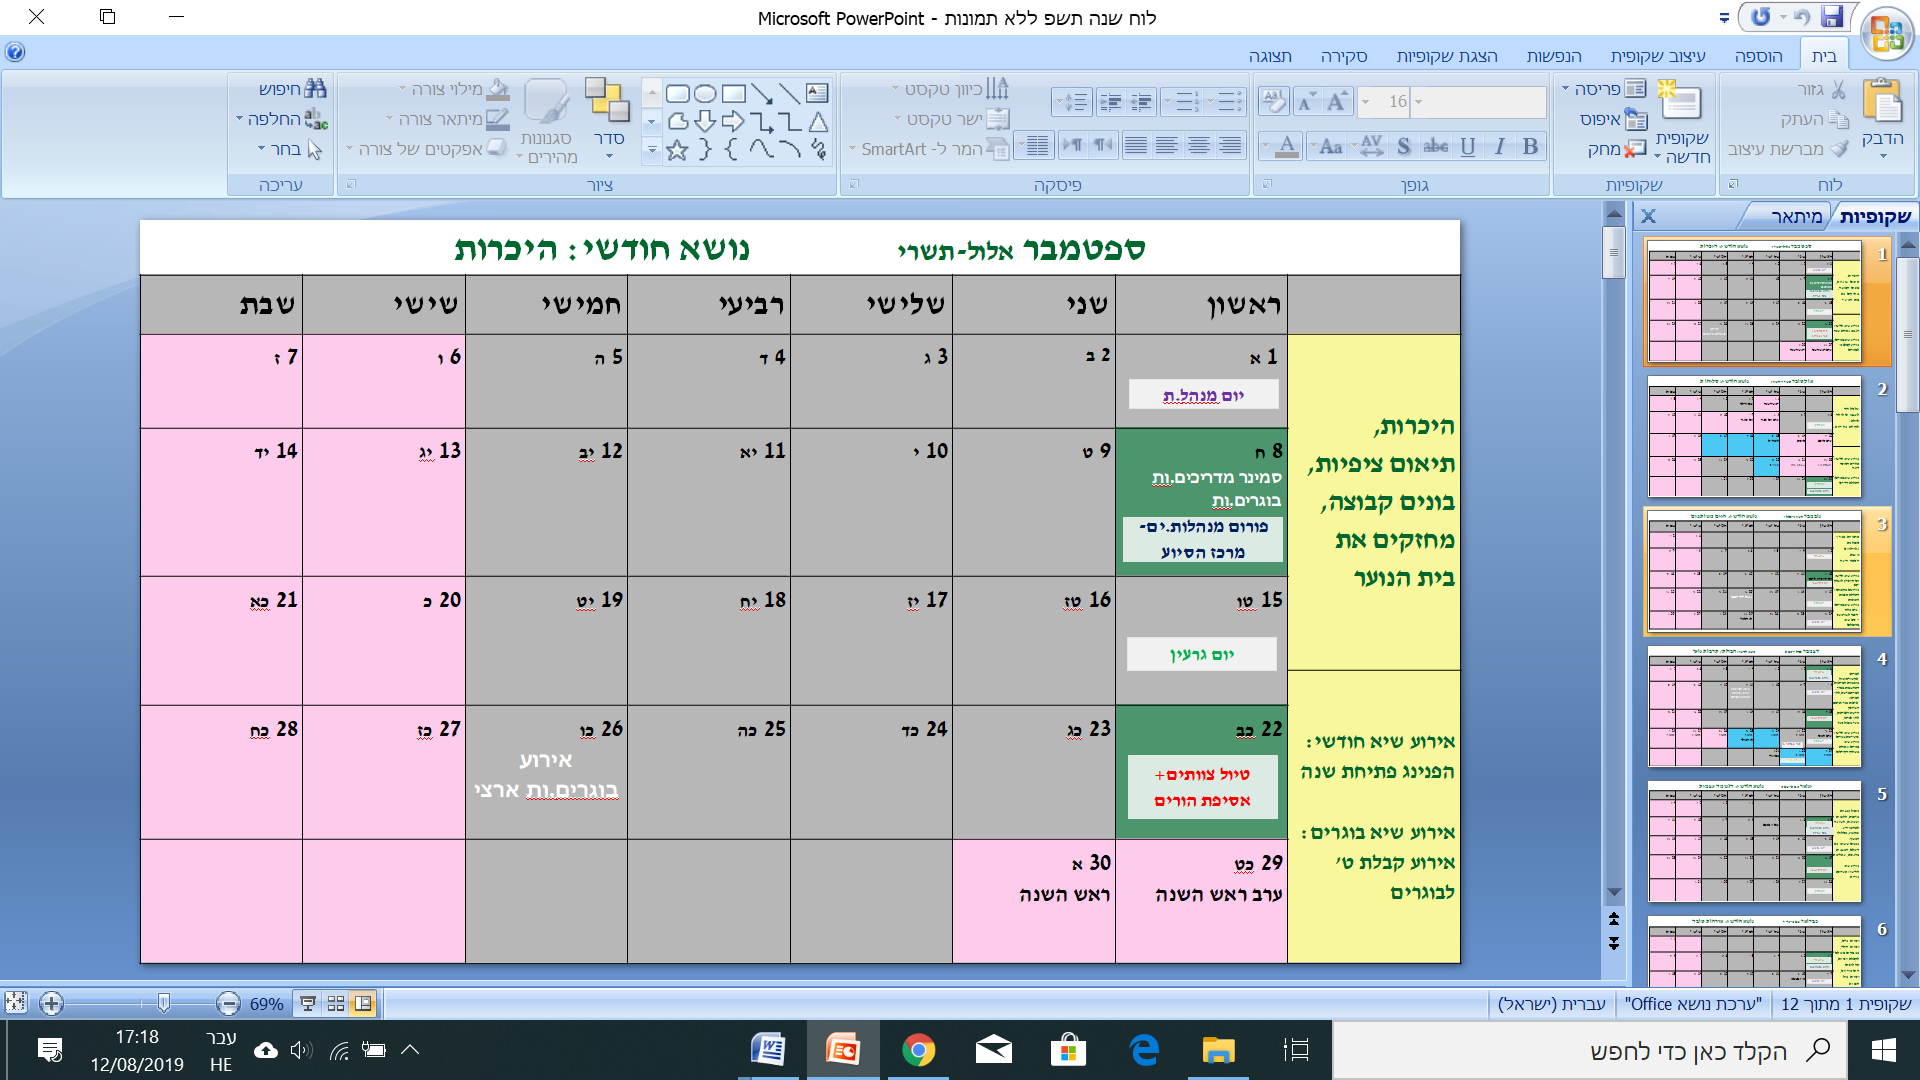 לוח שנה תשפ ללא תמונות - Microsoft PowerPoint
בית הוספה עיצוב שקופית הנפשות הצגת שקופיות סקירה תצוגה
הדבק
גזור
העתק
מברשת עיצוב
לוח
שקופית חדשה
פריסה
איפוס
מחק
שקופיות
16
גופן
כיוון טקסט
ישר טקסט
המר ל- SmartArt
פיסקה
סדר
סגנונות מהירים
מילוי צורה
מיתאר צורה
אפקטים של צורה
ציור
חיפוש
החלפה
בחר
עריכה
שקופיות מיתאר
1
2
3
4
5
6
ספטמבר אלול-תשרי נושא חודשי: היכרות
ראשון שני שלישי רביעי חמישי שישי שבת
היכרות,
תיאום ציפיות,
בונים קבוצה,
מחזקים את
בית הנוער
1 א 2 ב 3 ג 4 ד 5 ה 6 ו 7 ז
יום מנהל.ת
8 ח 9 ט 10 י 11 יא 12 יב 13 יג 14 יד
סמינר מדריכים.ות
בוגרים.ות
פורום מנהלות.ים-
מרכז הסיוע
15 טו 16 טז 17 יז 18 יח 19 יט 20 כ 21 כא
יום גרעין
אירוע שיא חודשי:
הפנינג פתיחת שנה
אירוע שיא בוגרים:
אירוע קבלת ט'
לבוגרים
22 כב 23 כג 24 כד 25 כה 26 כו 27 כז 28 כח
טיול צוותים+
אסיפת הורים
אירוע
בוגרים.ות ארצי
29 כט 30 א
ערב ראש השנה ראש השנה
שקופית 1 מתוך 12 "ערכת נושא Office" עברית (ישראל) 69%
הקלד כאן כדי לחפש
עבר
HE
17:18
12/08/2019